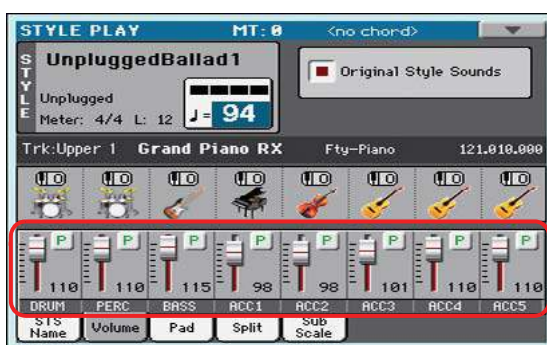 STYLE PLAY MT: 0 <no chord>
STYLE
UnpluggedBallad1
Original Style Sounds
Unplugged
Meter: 4/4 L: 12 ♩= 94
Trk:Upper 1 Grand Piano RX Fty-Piano 121.010.000
P P P P P P P P
110 110 115 98 98 101 110 110
DRUM PERC BASS ACC1 ACC2 ACC3 ACC4 ACC5
STS Name Volume Pad Split Sub Scale